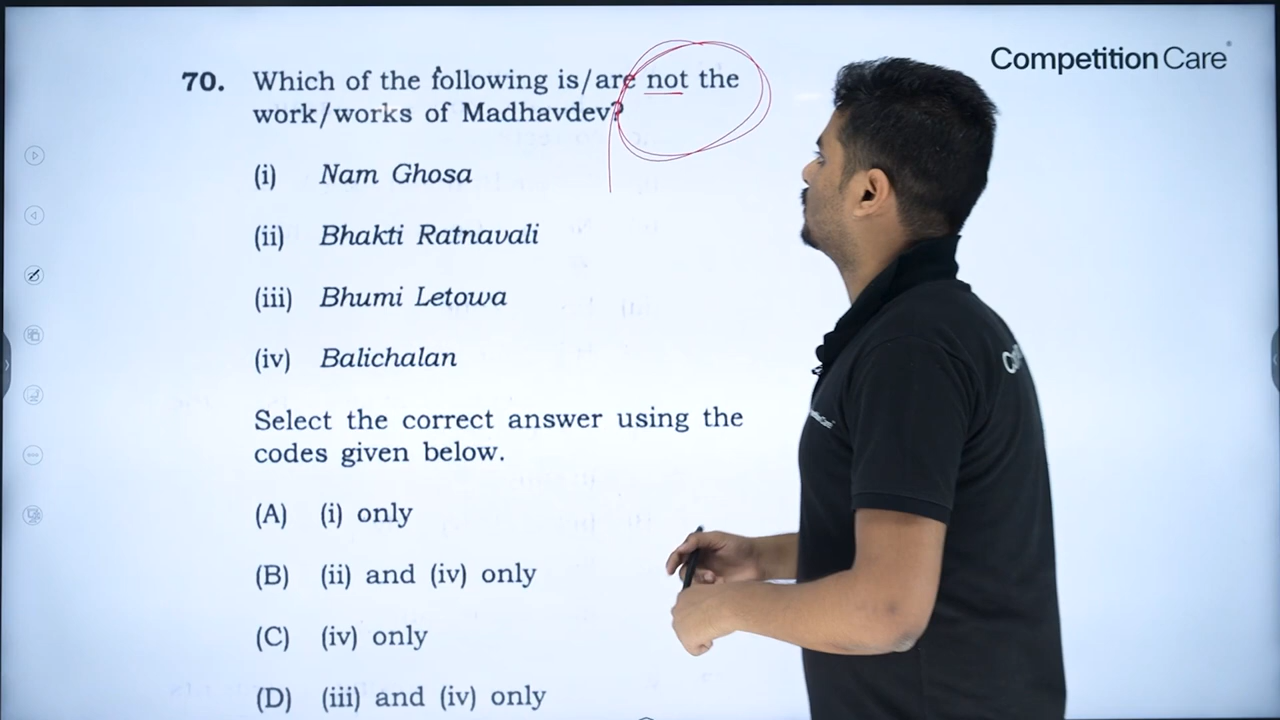 Competition Care
70. Which of the following is/are not the
work/works of Madhavdev?
(i) Nam Ghosa
(ii) Bhakti Ratnavali
(iii) Bhumi Letowa
(iv) Balichalan
Select the correct answer using the
codes given below.
(A) (i) only
(B) (ii) and (iv) only
(C) (iv) only
(D) (iii) and (iv) only